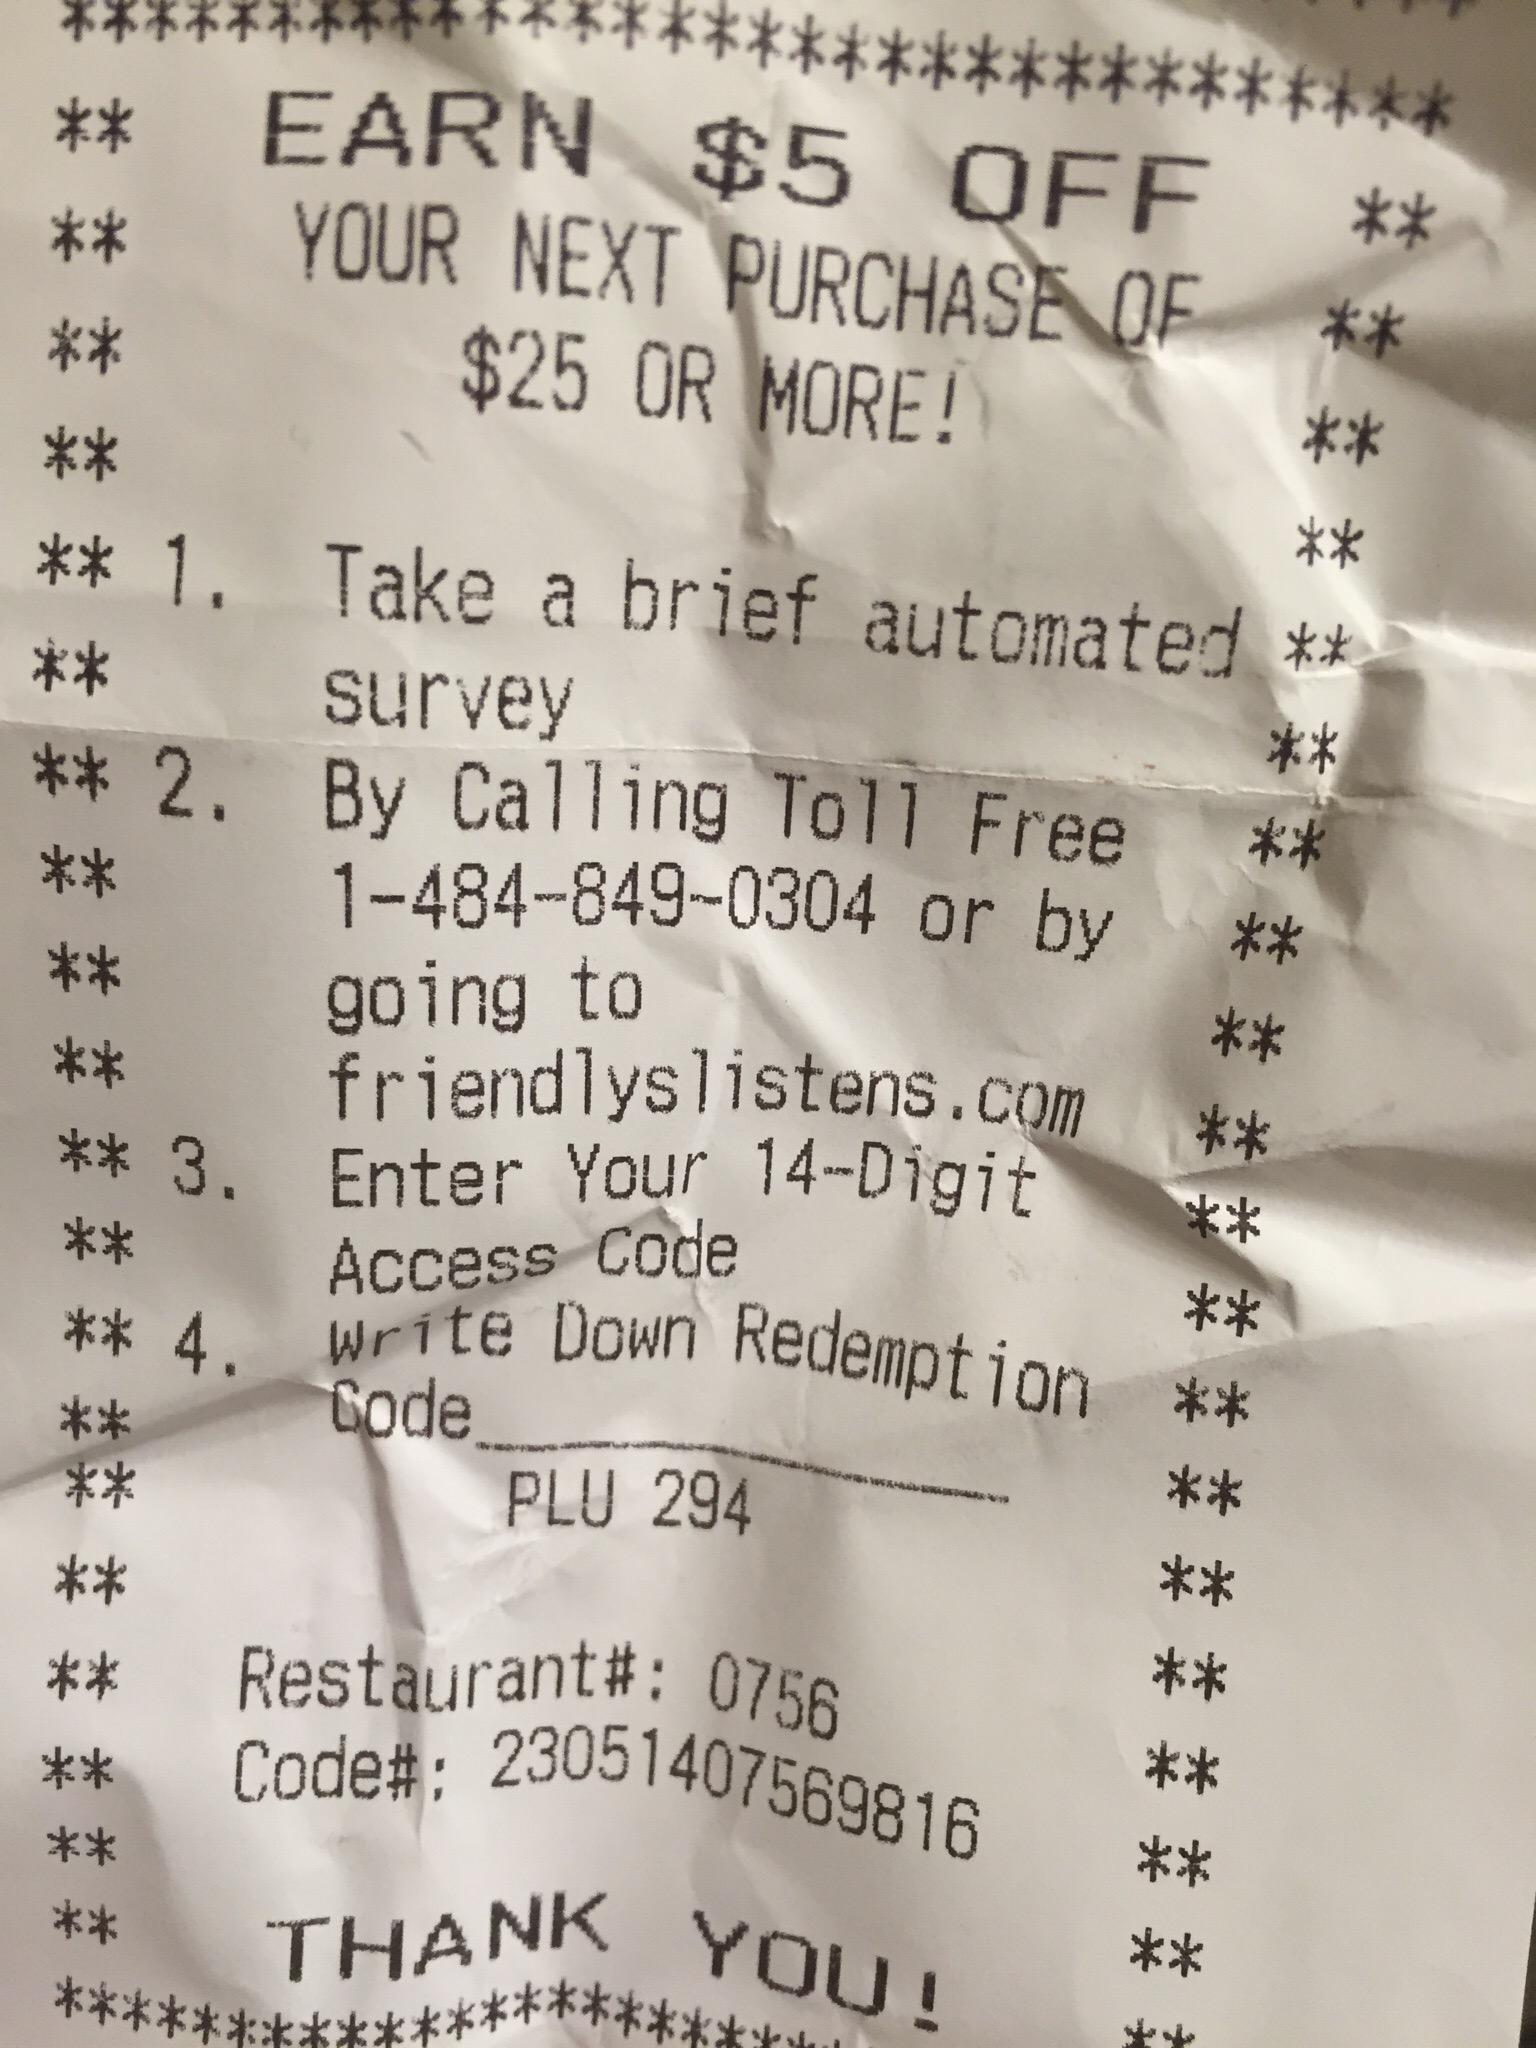 ************************************
** EARN $5 OFF **
** YOUR NEXT PURCHASE OF **
** $25 OR MORE! **
** **
** 1. Take a brief automated **
** survey **
** 2. By Calling Toll Free **
** 1-484-849-0304 or by **
** going to **
** friendlyslistens.com **
** 3. Enter Your 14-Digit **
** Access Code **
** 4. Write Down Redemption **
** Code____________ **
** PLU 294 **
** **
** Restaurant#: 0756 **
** Code#: 23051407569816 **
** **
** THANK YOU! **
************************************